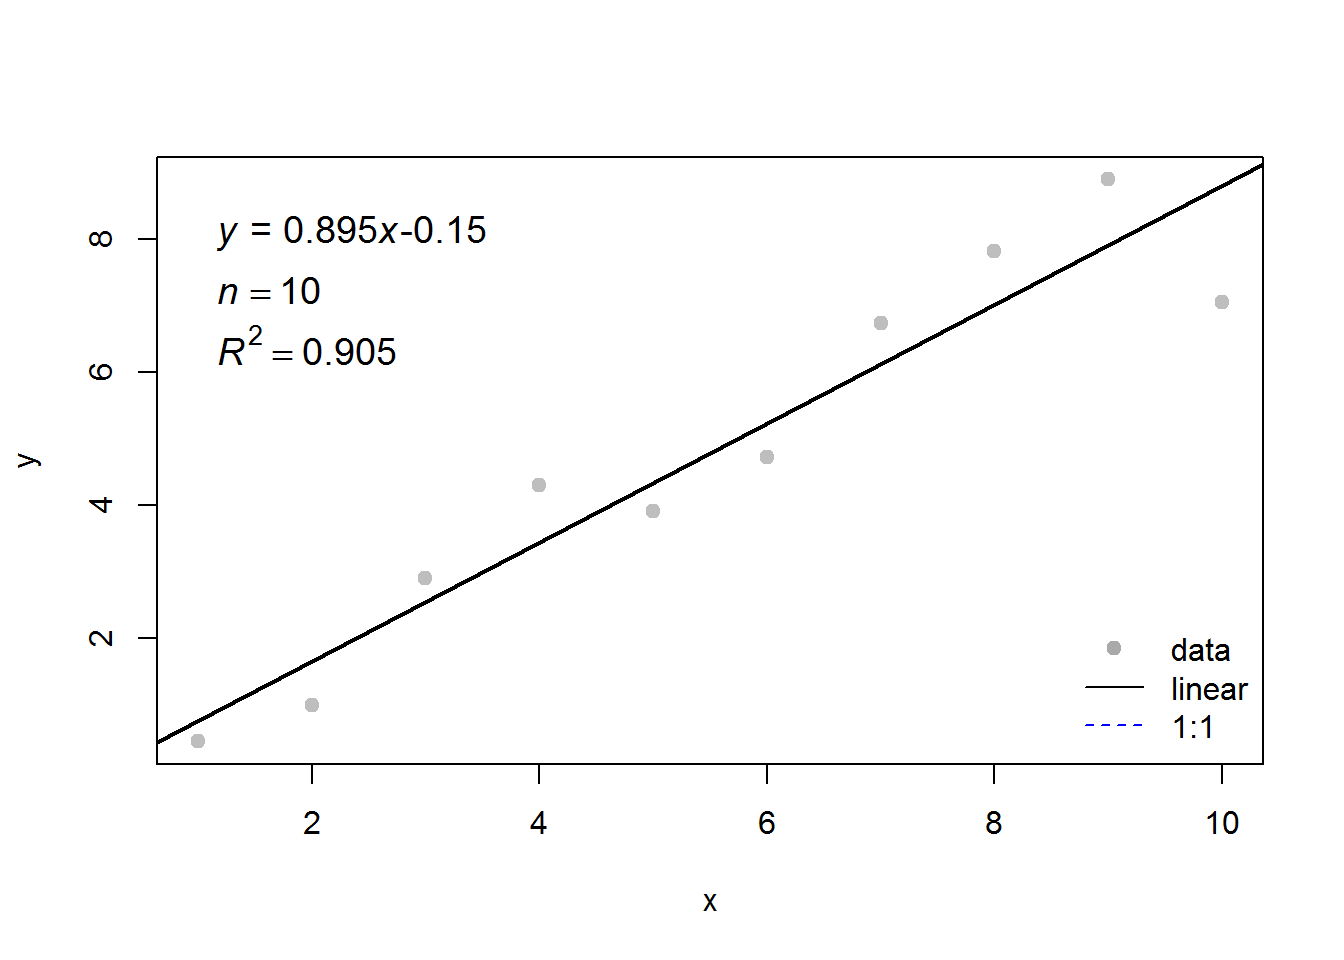 y = 0.895x-0.15
n = 10
R² = 0.905
8
6
4
2
y
data
linear
1:1
2 4 6 8 10
x